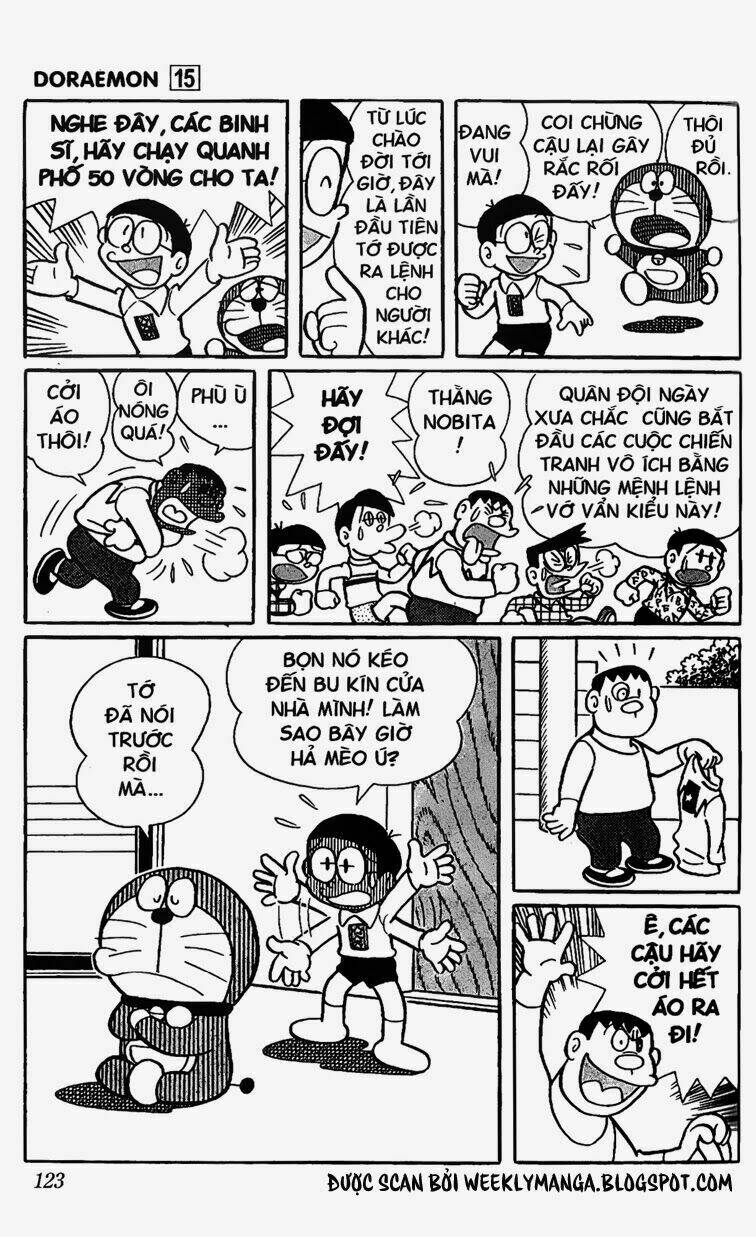 DORAEMON 15
NGHE ĐÂY, CÁC BINH
SĨ, HÃY CHẠY QUANH
PHỐ 50 VÒNG CHO TA!
TỪ LÚC
CHÀO
ĐỜI TỚI
GIỜ, ĐÂY
LÀ LẦN
ĐẦU TIÊN
TỚ ĐƯỢC
RA LỆNH
CHO
NGƯỜI
KHÁC!
ĐANG
VUI
MÀ!
COI CHỪNG
CẬU LẠI GÂY
RẮC RỐI
ĐẤY!
THÔI
ĐỦ
RỒI.
CỞI
ÁO
THÔI!
ÔI
NÓNG
QUÁ!
PHÙ Ù
...
HÃY
ĐỢI
ĐẤY!
THẰNG
NOBITA
!
QUÂN ĐỘI NGÀY
XƯA CHẮC CŨNG BẮT
ĐẦU CÁC CUỘC CHIẾN
TRANH VÔ ÍCH BẰNG
NHỮNG MỆNH LỆNH
VỚ VẨN KIỂU NÀY!
TỚ
ĐÃ NÓI
TRƯỚC
RỒI
MÀ...
BỌN NÓ KÉO
ĐẾN BU KÍN CỬA
NHÀ MÌNH! LÀM
SAO BÂY GIỜ
HẢ MÈO Ú?
Ê, CÁC
CẬU HÃY
CỞI HẾT
ÁO RA
ĐI!
123
ĐƯỢC SCAN BỞI WEEKLYMANGA.BLOGSPOT.COM